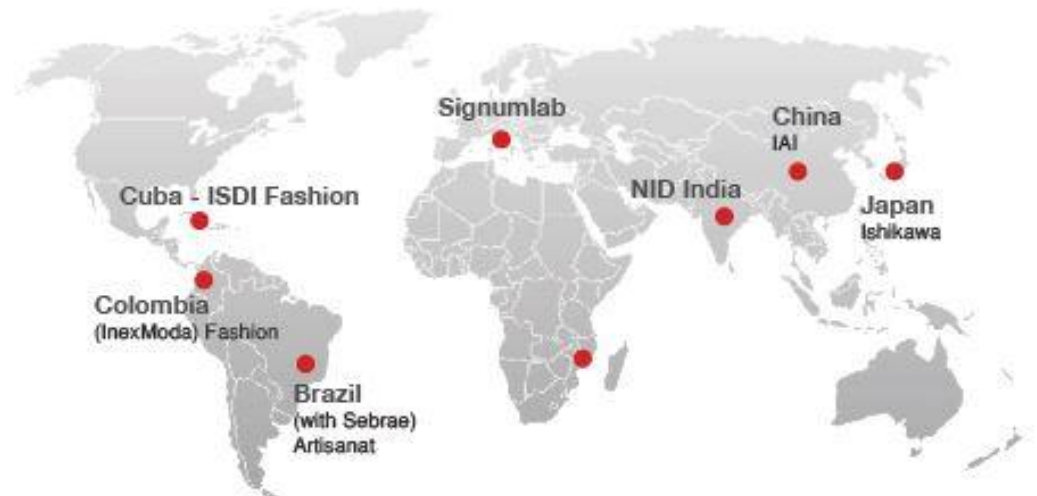 Signumlab
China
IAI
Cuba - ISDI Fashion
NID India
Japan
Ishikawa
Colombia
(InexModa) Fashion
Brazil
(with Sebrae)
Artisanat